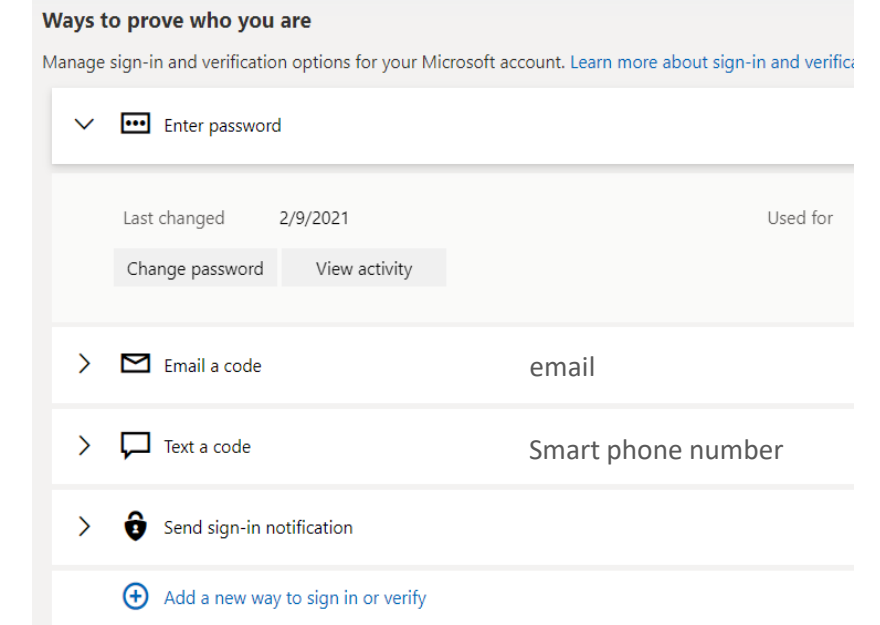 Ways to prove who you are
Manage sign-in and verification options for your Microsoft account. Learn more about sign-in and
Enter password
Last changed 2/9/2021 Used for
Change password View activity
Email a code email
Text a code Smart phone number
Send sign-in notification
Add a new way to sign in or verify